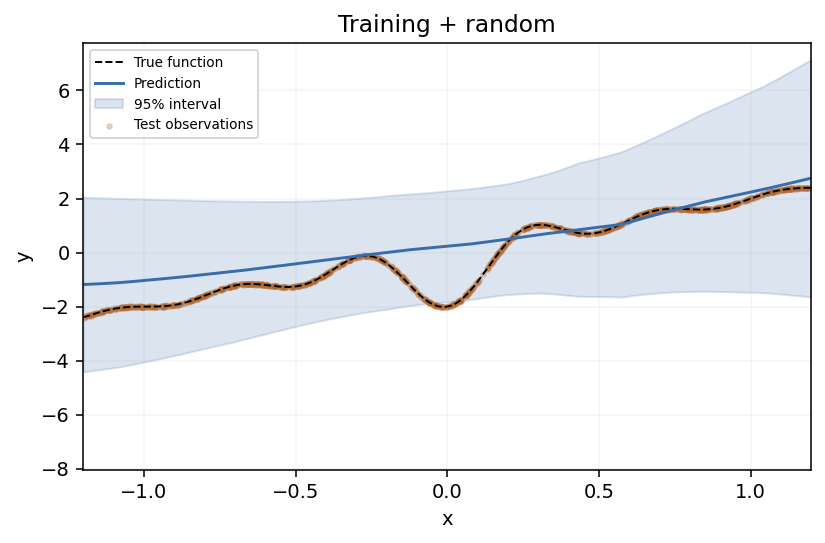 Training + random
True function
Prediction
95% interval
Test observations
6
4
2
0
−2
−4
−6
−8
y
−1.0 −0.5 0.0 0.5 1.0
x